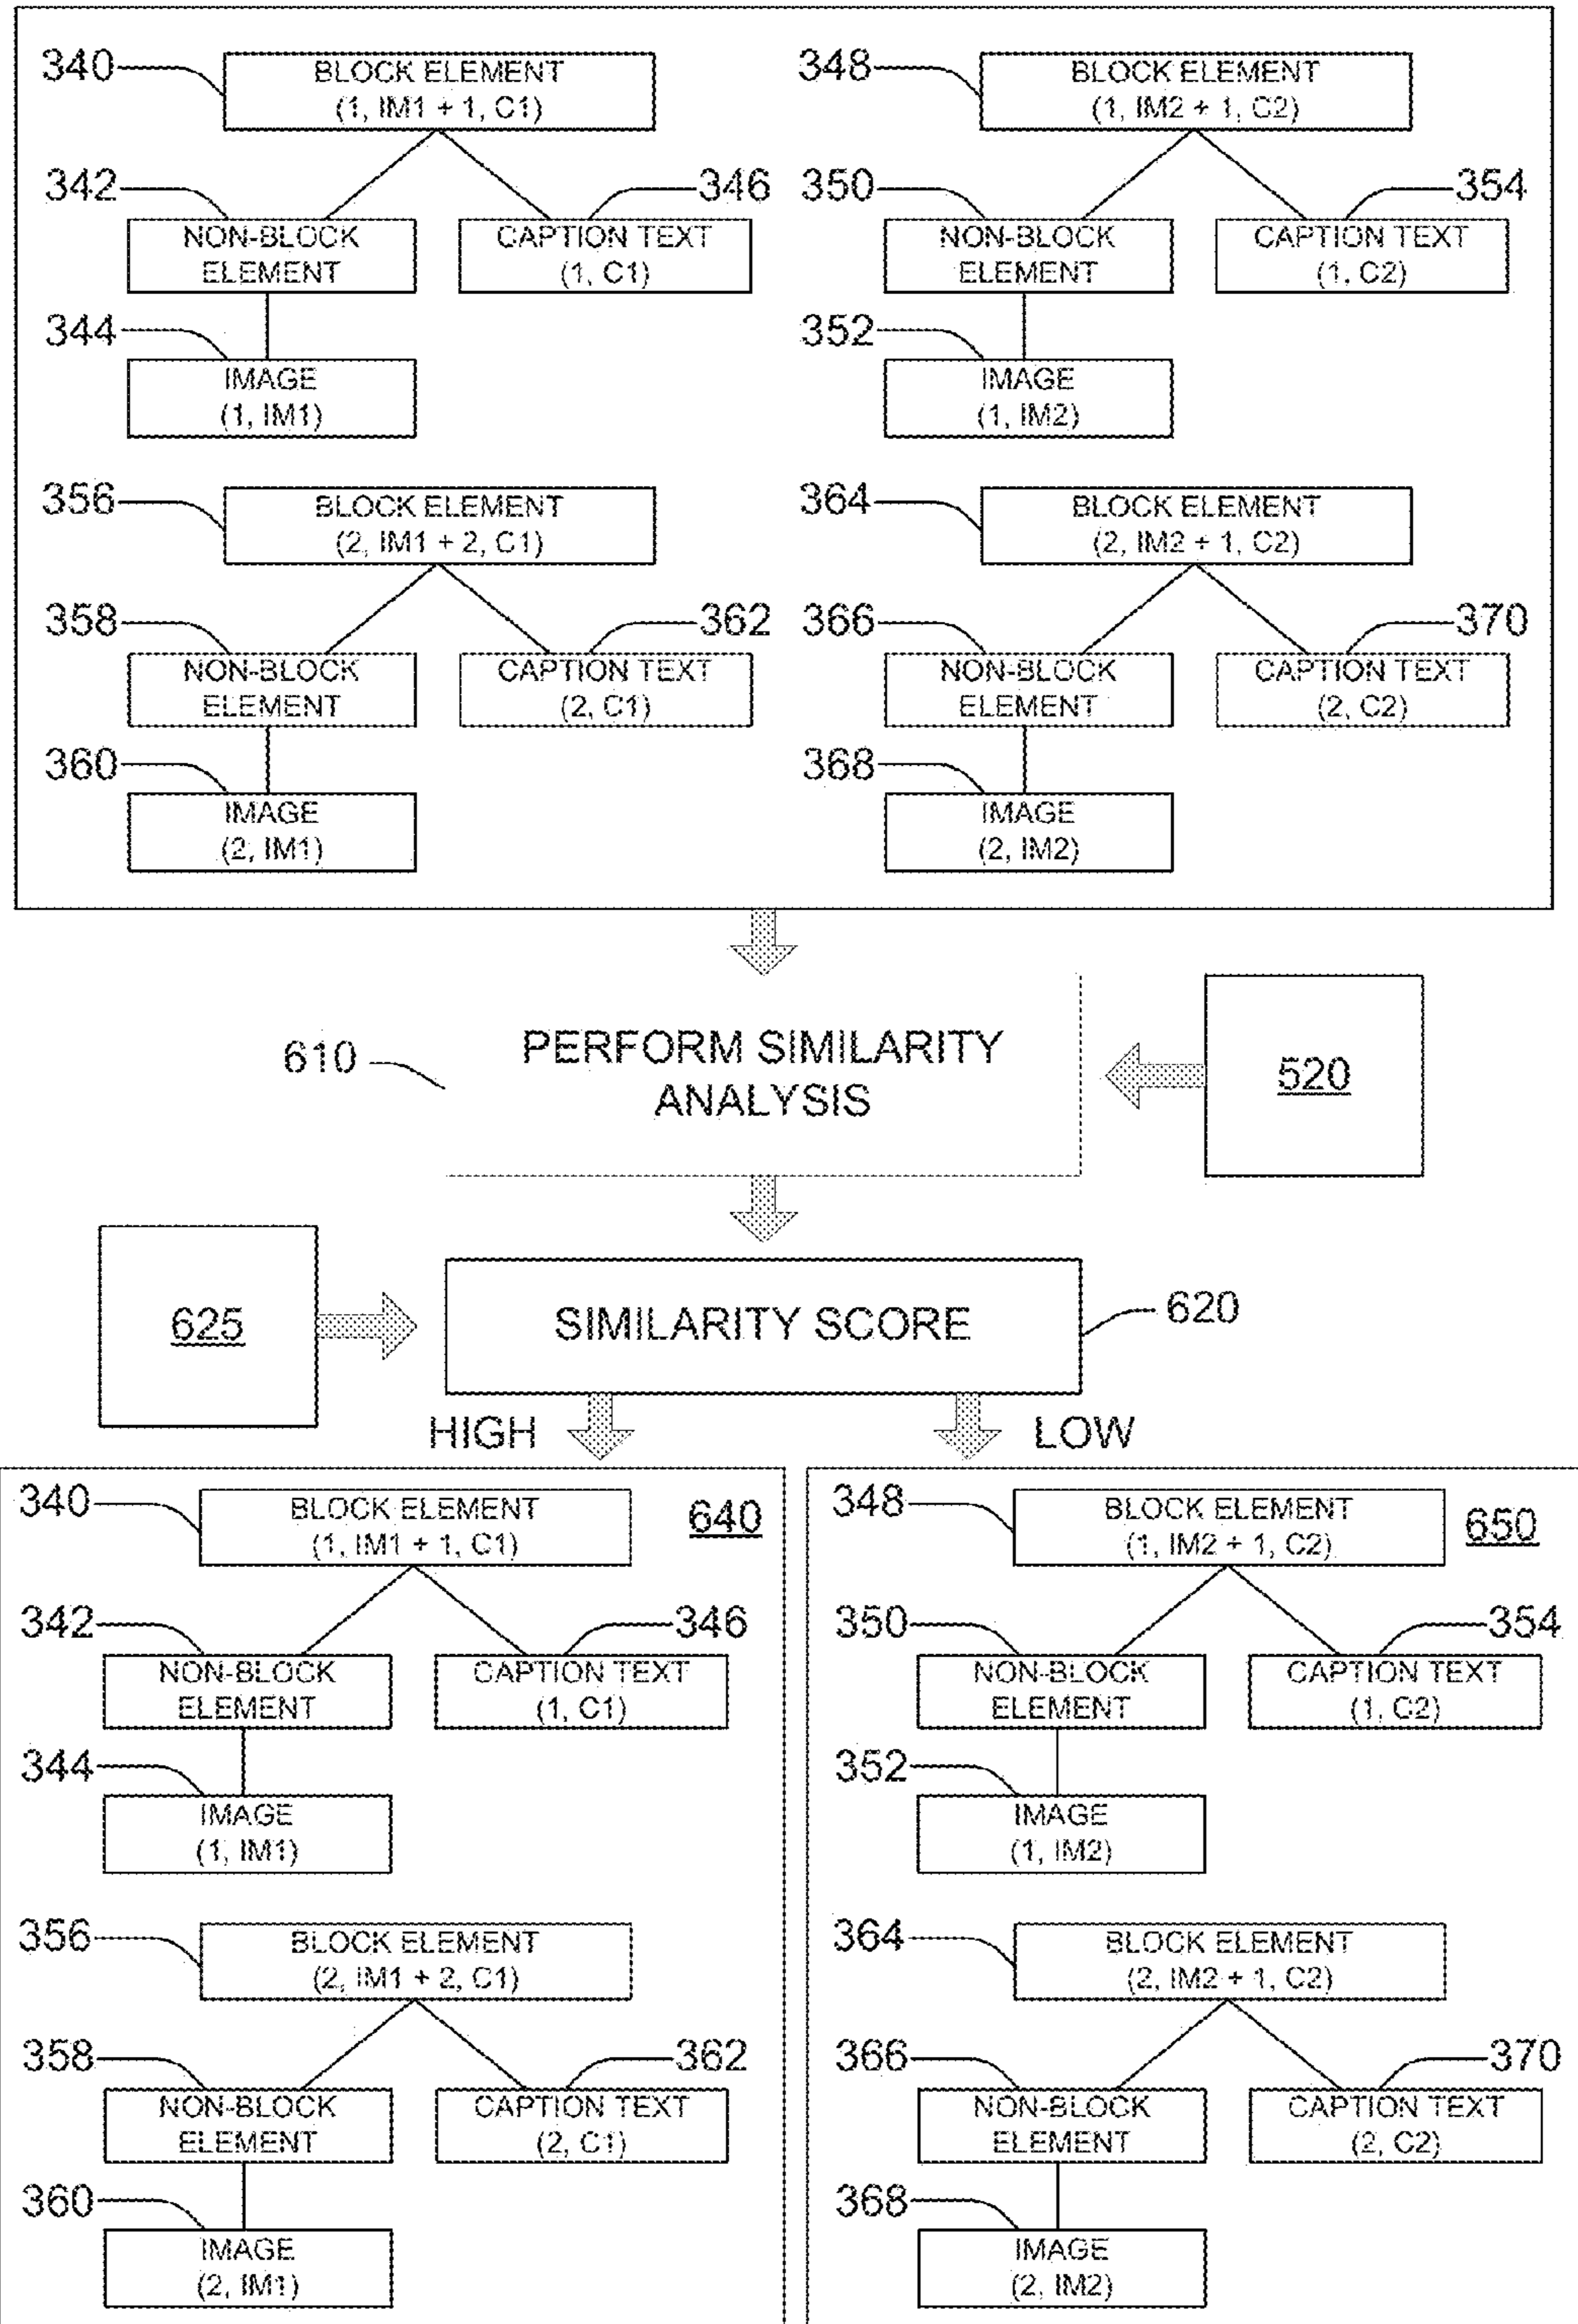 340
BLOCK ELEMENT
(1, IM1 + 1, C1)
348
BLOCK ELEMENT
(1, IM2 + 1, C2)
342
NON-BLOCK
ELEMENT
346
CAPTION TEXT
(1, C1)
350
NON-BLOCK
ELEMENT
354
CAPTION TEXT
(1, C2)
344
IMAGE
(1, IM1)
352
IMAGE
(1, IM2)
356
BLOCK ELEMENT
(2, IM1 + 2, C1)
364
BLOCK ELEMENT
(2, IM2 + 1, C2)
358
NON-BLOCK
ELEMENT
362
CAPTION TEXT
(2, C1)
366
NON-BLOCK
ELEMENT
370
CAPTION TEXT
(2, C2)
360
IMAGE
(2, IM1)
368
IMAGE
(2, IM2)
610
PERFORM SIMILARITY
ANALYSIS
520
625
SIMILARITY SCORE
620
HIGH
LOW
340
BLOCK ELEMENT
(1, IM1 + 1, C1)
640
342
NON-BLOCK
ELEMENT
346
CAPTION TEXT
(1, C1)
344
IMAGE
(1, IM1)
356
BLOCK ELEMENT
(2, IM1 + 2, C1)
358
NON-BLOCK
ELEMENT
362
CAPTION TEXT
(2, C1)
360
IMAGE
(2, IM1)
348
BLOCK ELEMENT
(1, IM2 + 1, C2)
650
350
NON-BLOCK
ELEMENT
354
CAPTION TEXT
(1, C2)
352
IMAGE
(1, IM2)
364
BLOCK ELEMENT
(2, IM2 + 1, C2)
366
NON-BLOCK
ELEMENT
370
CAPTION TEXT
(2, C2)
368
IMAGE
(2, IM2)